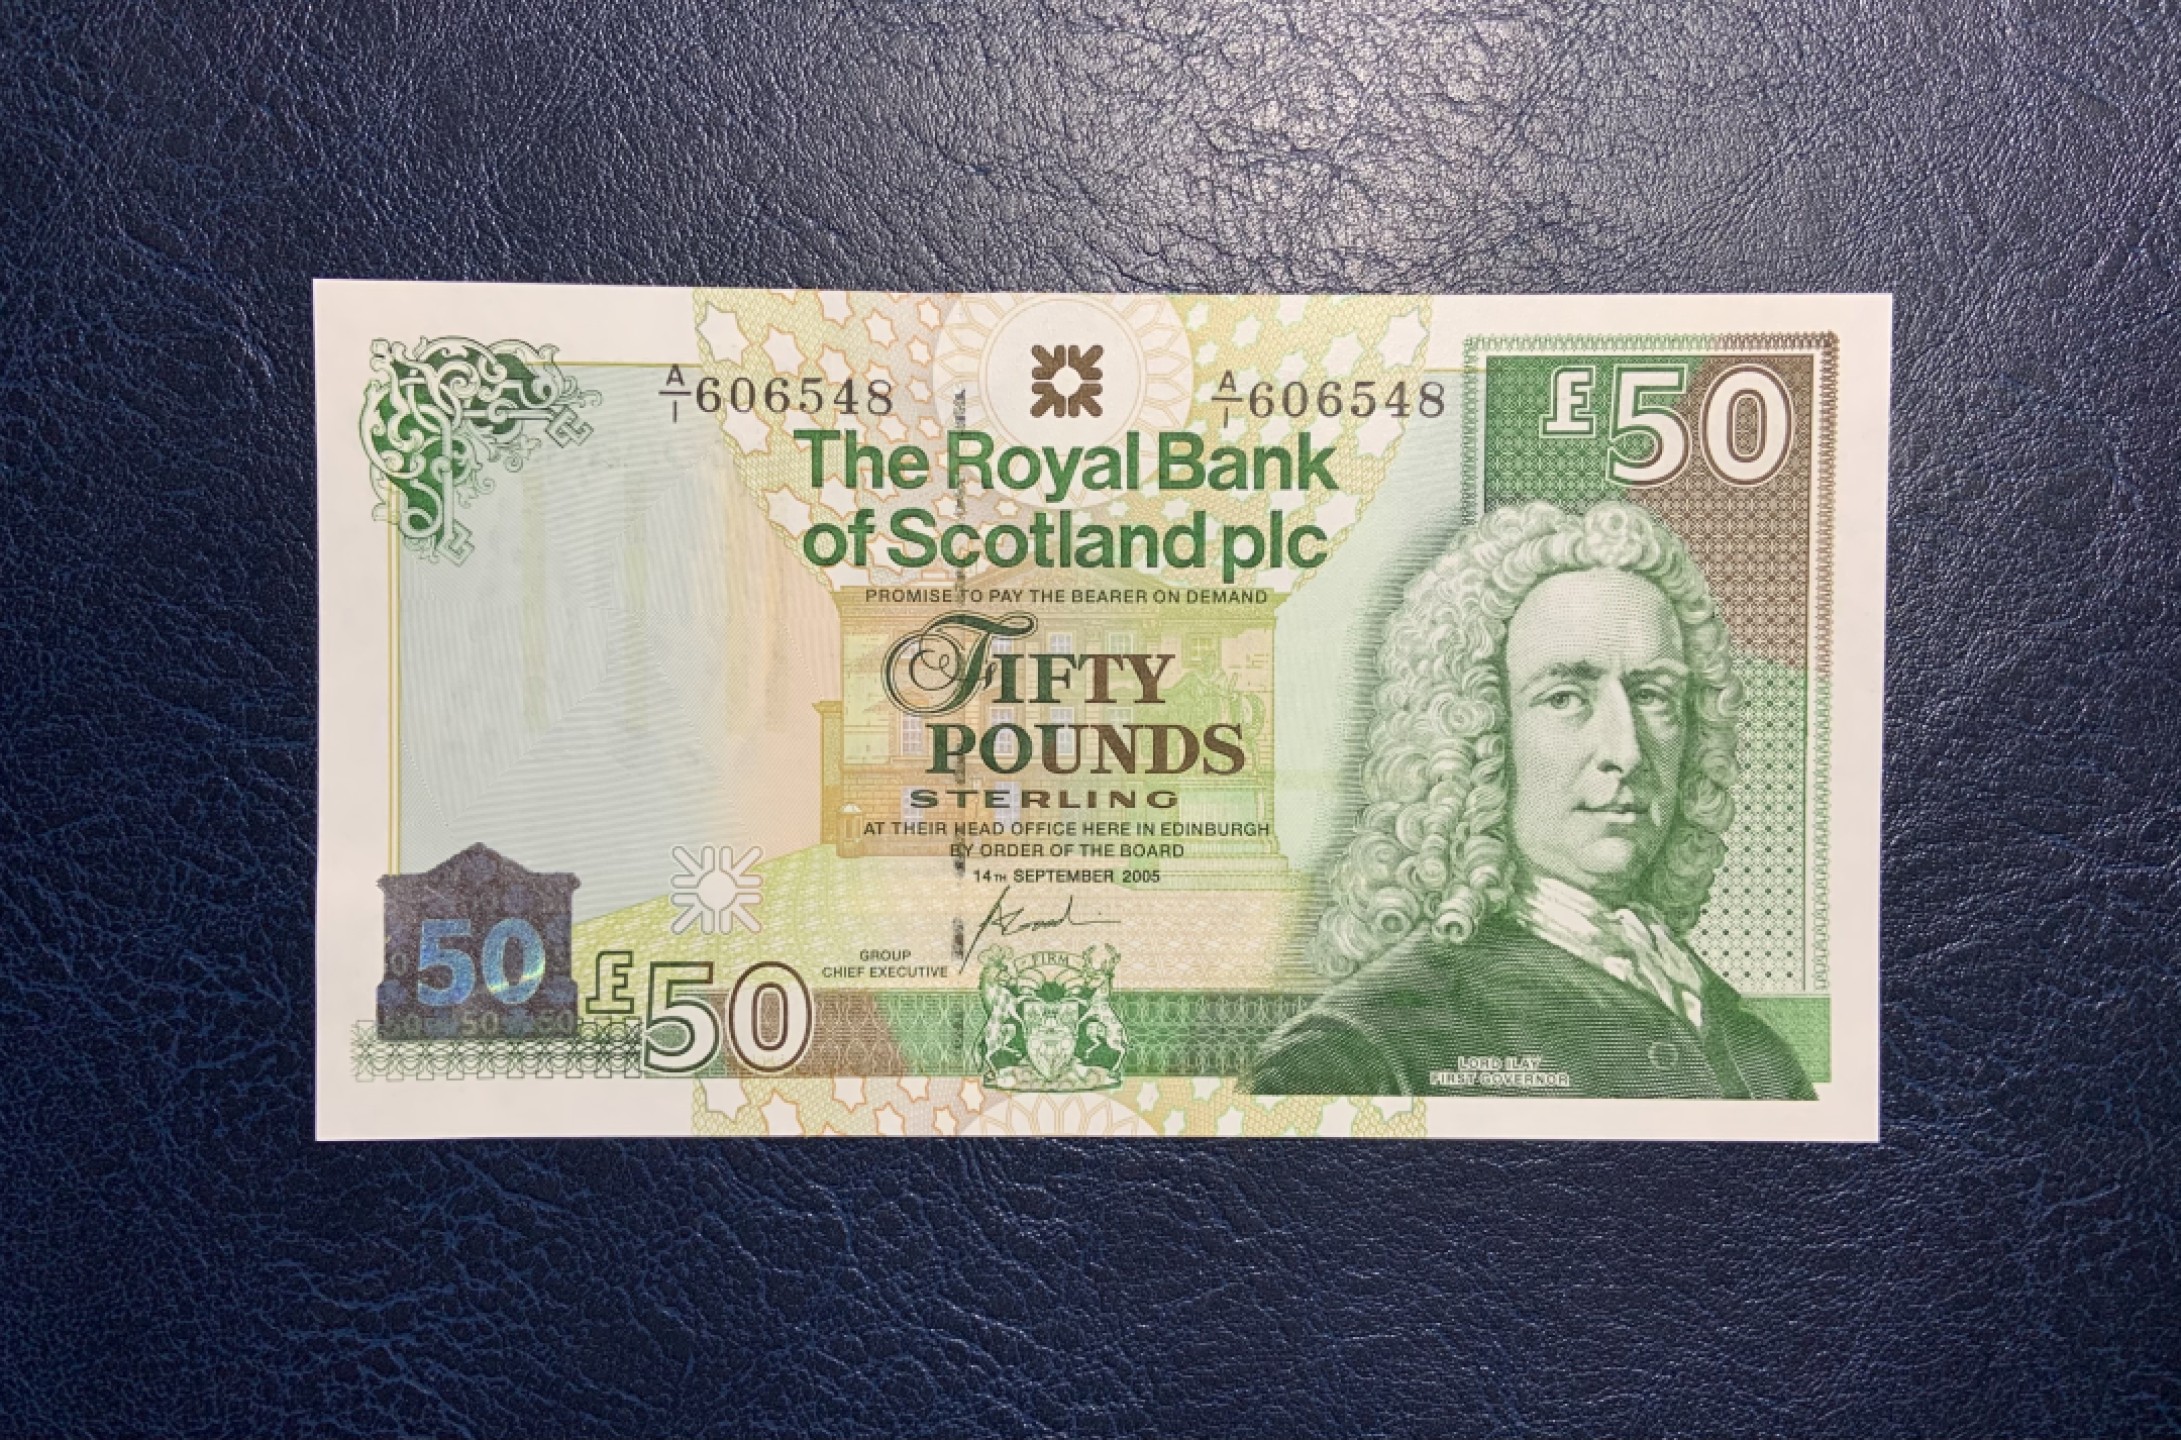 A/1 606548
A/1 606548
£50
The Royal Bank
of Scotland plc
PROMISE TO PAY THE BEARER ON DEMAND
FIFTY
POUNDS
STERLING
AT THEIR HEAD OFFICE HERE IN EDINBURGH
BY ORDER OF THE BOARD
14TH SEPTEMBER 2005
GROUP
CHIEF EXECUTIVE
50
50
£50
FIRM
LORD ILAY
FIRST GOVERNOR